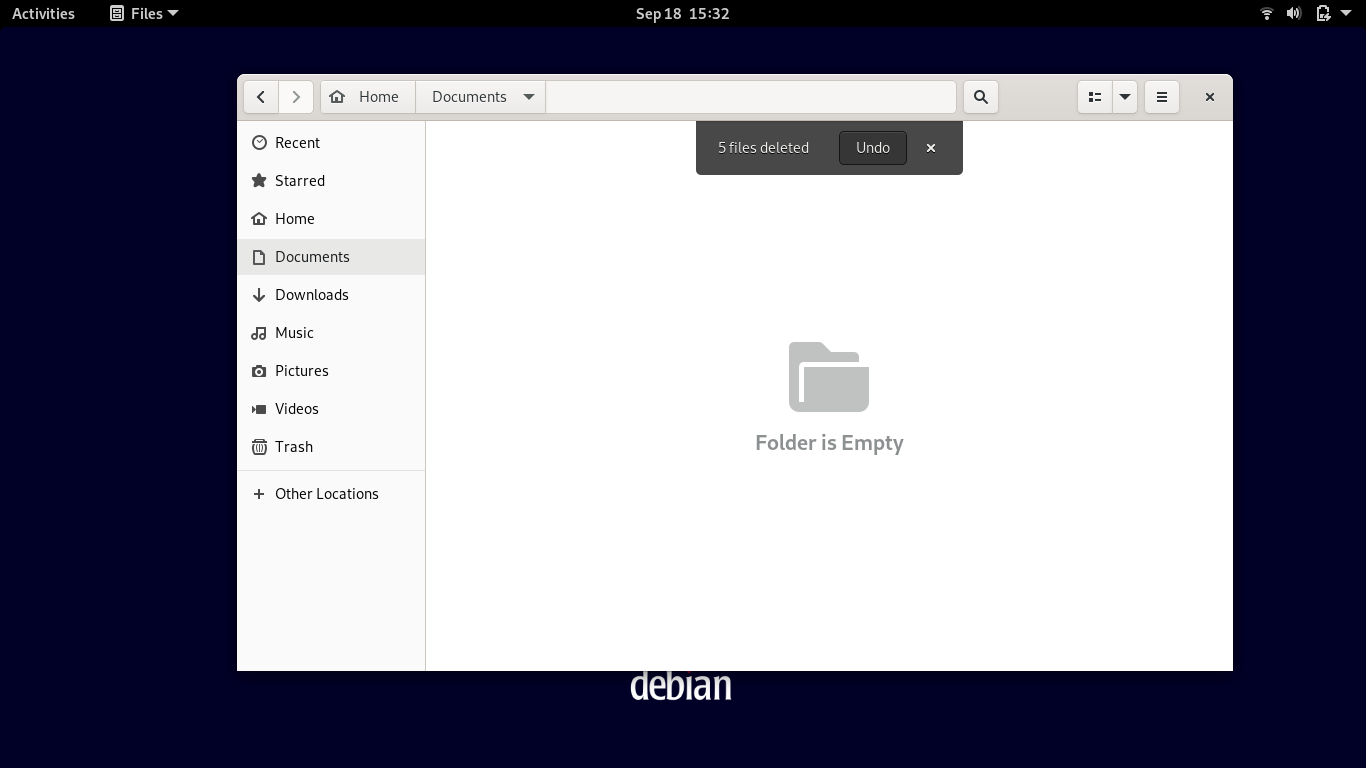 Activities
Files
Sep 18 15:32
Home
Documents
5 files deleted
Undo
Recent
Starred
Home
Documents
Downloads
Music
Pictures
Videos
Trash
Other Locations
Folder is Empty
debian